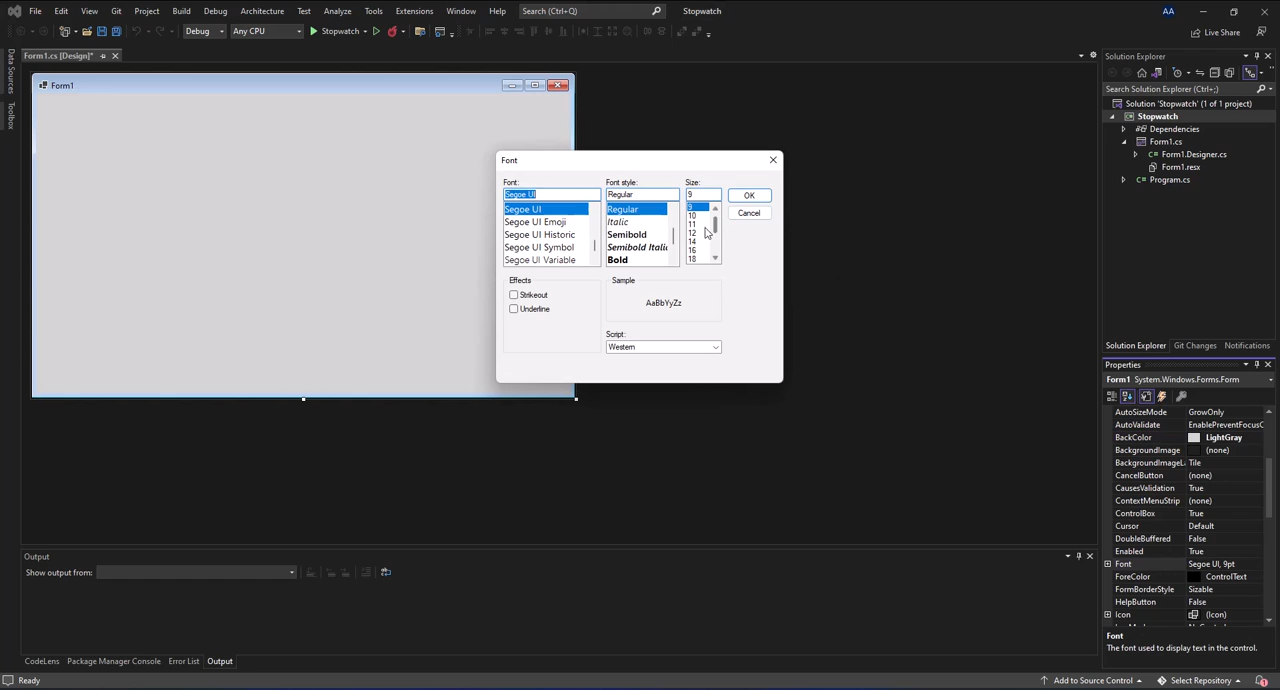 File Edit View Git Project Build Debug Architecture Test Analyze Tools Extensions Window Help Search (Ctrl+Q) Stopwatch AA
Debug Any CPU Stopwatch Live Share
Form1.cs [Design]*
Data Sources
Toolbox
Form1
Font
Font: Font style: Size:
Segoe UI Regular 9 OK
Segoe UI Regular 9
Segoe UI Emoji Italic 10 Cancel
Segoe UI Historic Semibold 11
12
Segoe UI Symbol Semibold Italic 14
Segoe UI Variable Bold 16
18
Effects Sample
Strikeout AaBbYyZz
Underline
Script:
Western
Solution Explorer
Search Solution Explorer (Ctrl+;)
Solution 'Stopwatch' (1 of 1 project)
Stopwatch
Dependencies
Form1.cs
Form1.Designer.cs
Form1.resx
Program.cs
Solution Explorer Git Changes Notifications
Properties
Form1 System.Windows.Forms.Form
AutoSizeMode GrowOnly
AutoValidate EnablePreventFocusC
BackColor LightGray
BackgroundImage (none)
BackgroundImageLa Tile
CancelButton (none)
CausesValidation True
ContextMenuStrip (none)
ControlBox True
Cursor Default
DoubleBuffered False
Enabled True
Font Segoe UI, 9pt
ForeColor ControlText
FormBorderStyle Sizable
HelpButton False
Icon (Icon)
Font
The font used to display text in the control.
Output
Show output from:
CodeLens Package Manager Console Error List Output
Ready Add to Source Control Select Repository 1